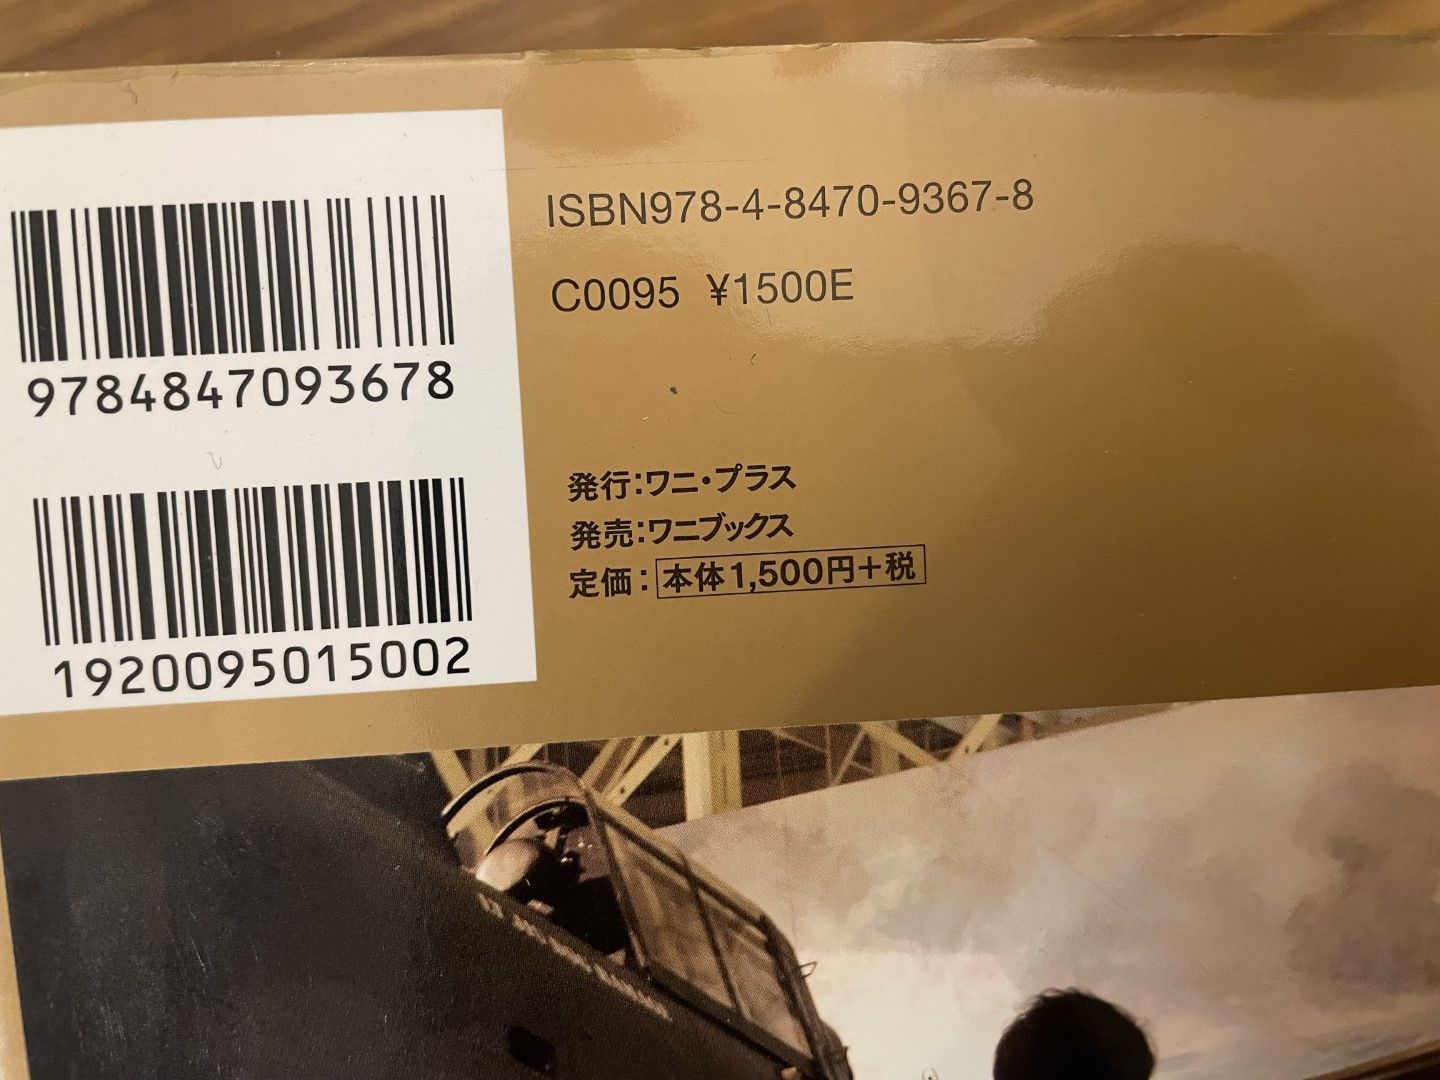 ISBN978-4-8470-9367-8
C0095 ¥1500E
9784847093678
発行:ワニ・プラス
発売:ワニブックス
定価:本体1,500円+税
1920095015002